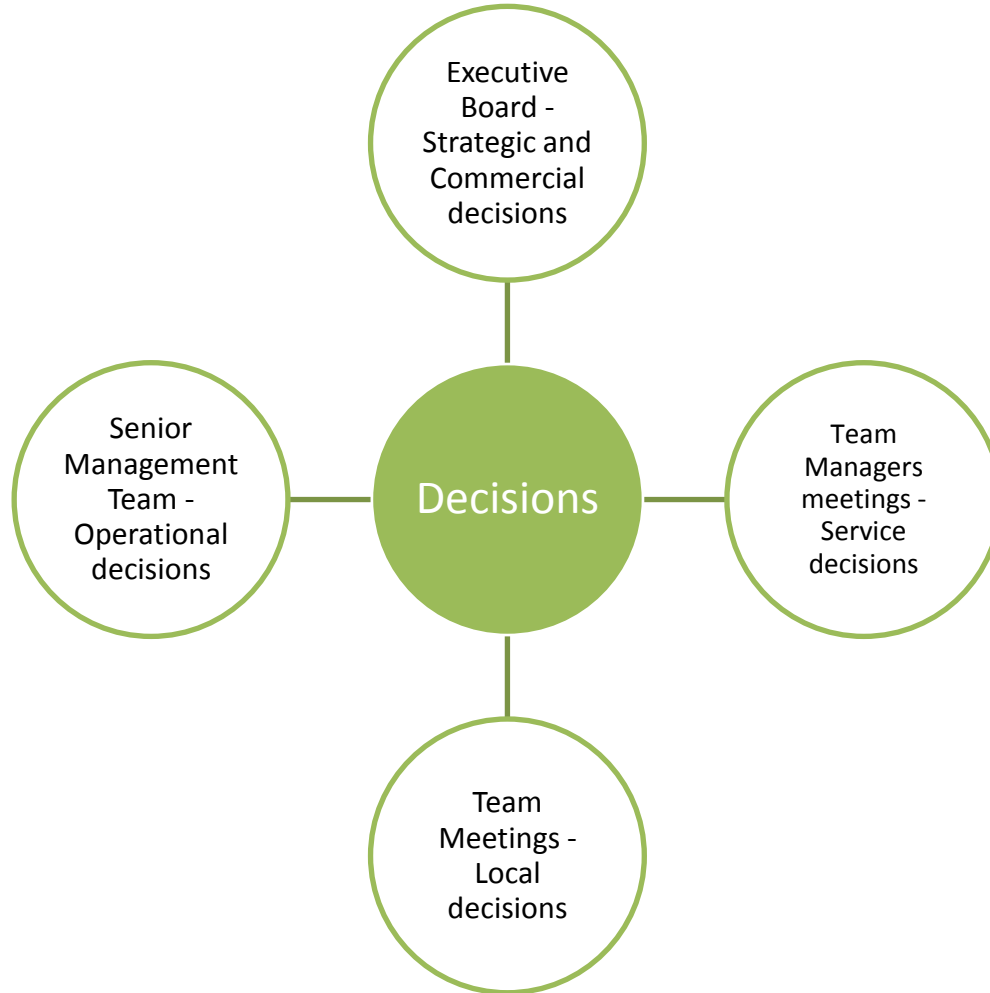 Executive
Board -
Strategic and
Commercial
decisions
Senior
Management
Team -
Operational
decisions
Decisions
Team
Managers
meetings -
Service
decisions
Team
Meetings -
Local
decisions